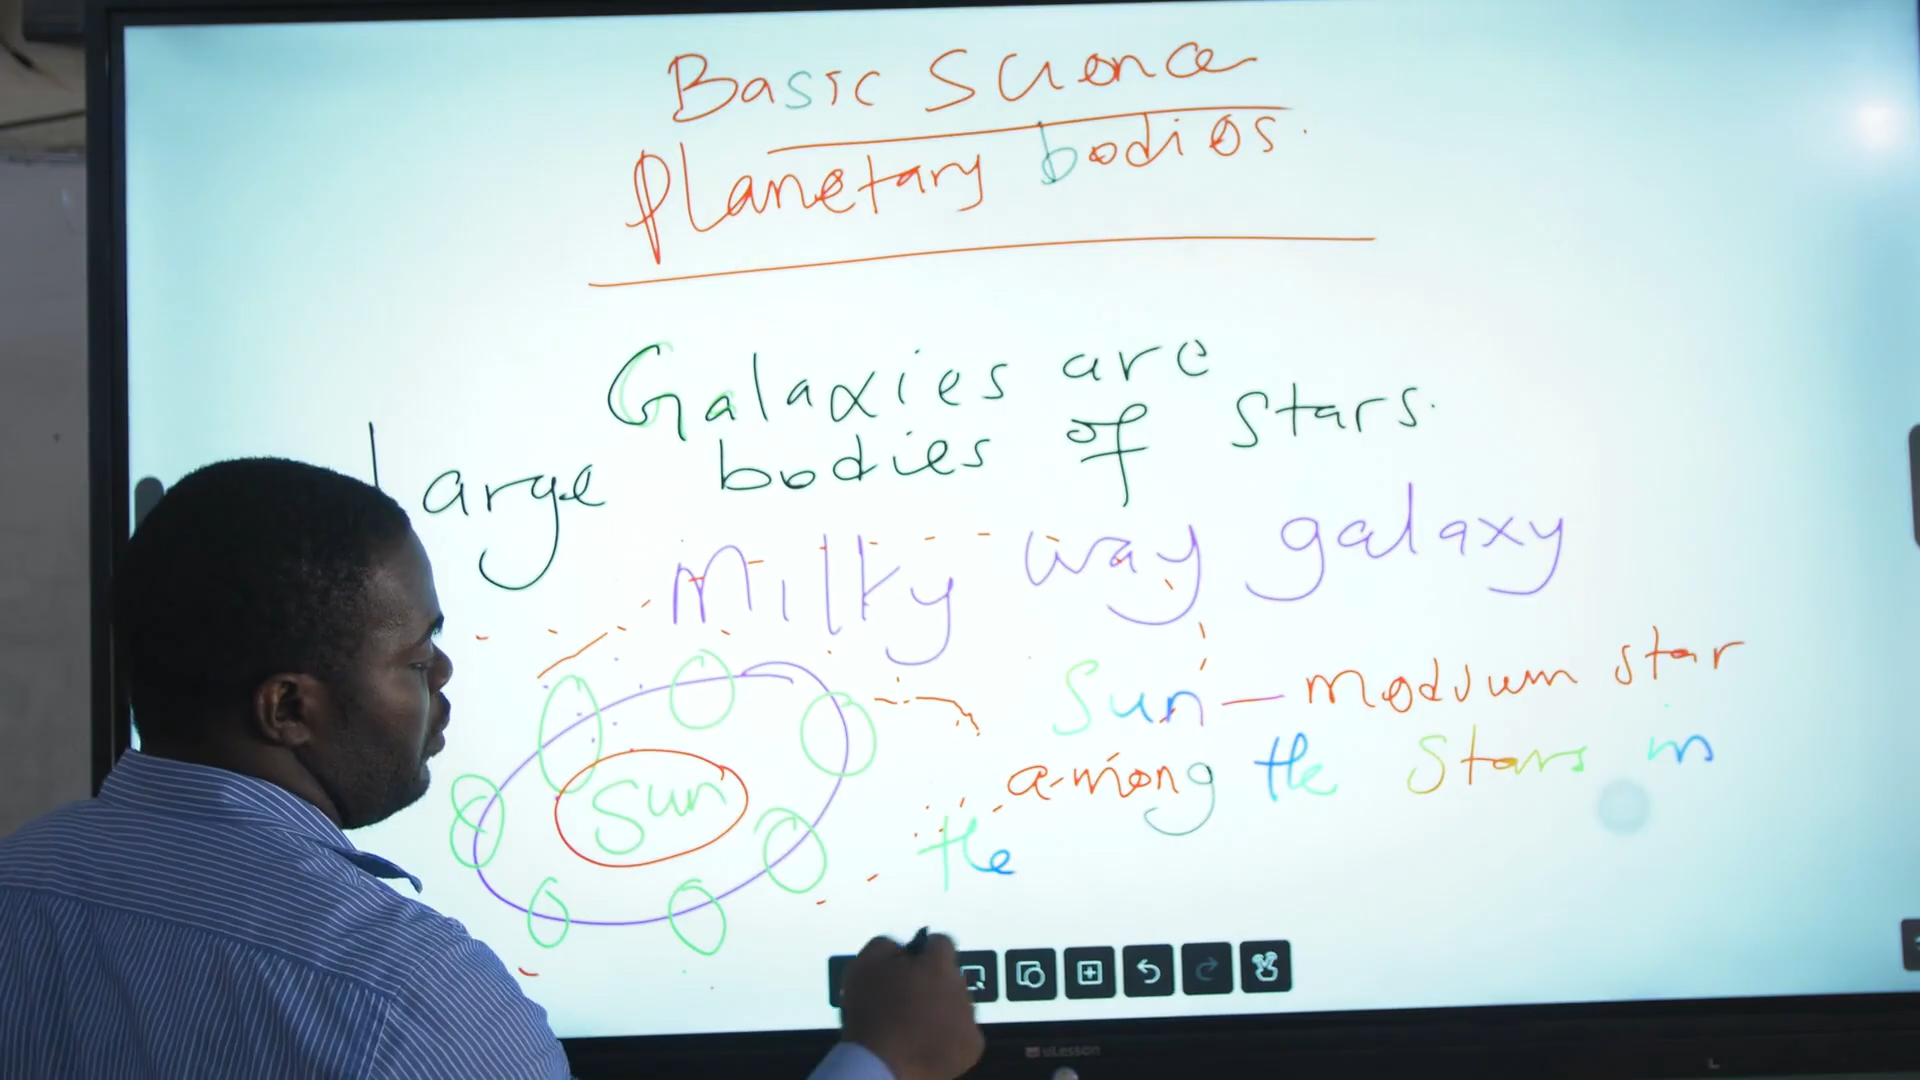 Basic Science
Planetary bodies.
Galaxies are
large bodies of stars.
Milky way galaxy
Sun – medium star
among the stars in
the
Sun
uLesson